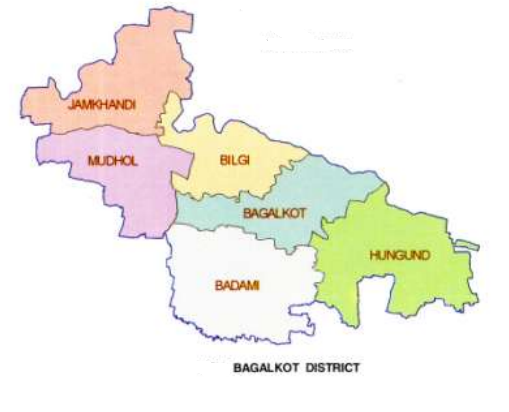 JAMKHANDI
MUDHOL
BILGI
BAGALKOT
HUNGUND
BADAMI
BAGALKOT DISTRICT